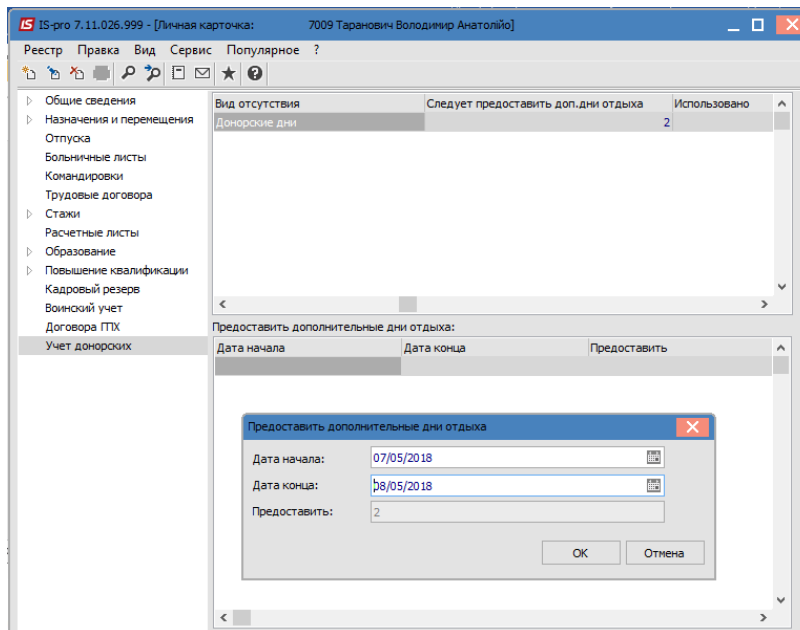 IS IS-pro 7.11.026.999 - [Личная карточка: 7009 Таранович Володимир Анатолійо]
Реестр Правка Вид Сервис Популярное ?
Общие сведения
Назначения и перемещения
Отпуска
Больничные листы
Командировки
Трудовые договора
Стажи
Расчетные листы
Образование
Повышение квалификации
Кадровый резерв
Воинский учет
Договора ГПХ
Учет донорских
Вид отсутствия Следует предоставить доп.дни отдыха Использовано
Донорские дни 2
Предоставить дополнительные дни отдыха:
Дата начала Дата конца Предоставить
Предоставить дополнительные дни отдыха
Дата начала: 07/05/2018
Дата конца: 08/05/2018
Предоставить: 2
ОК Отмена